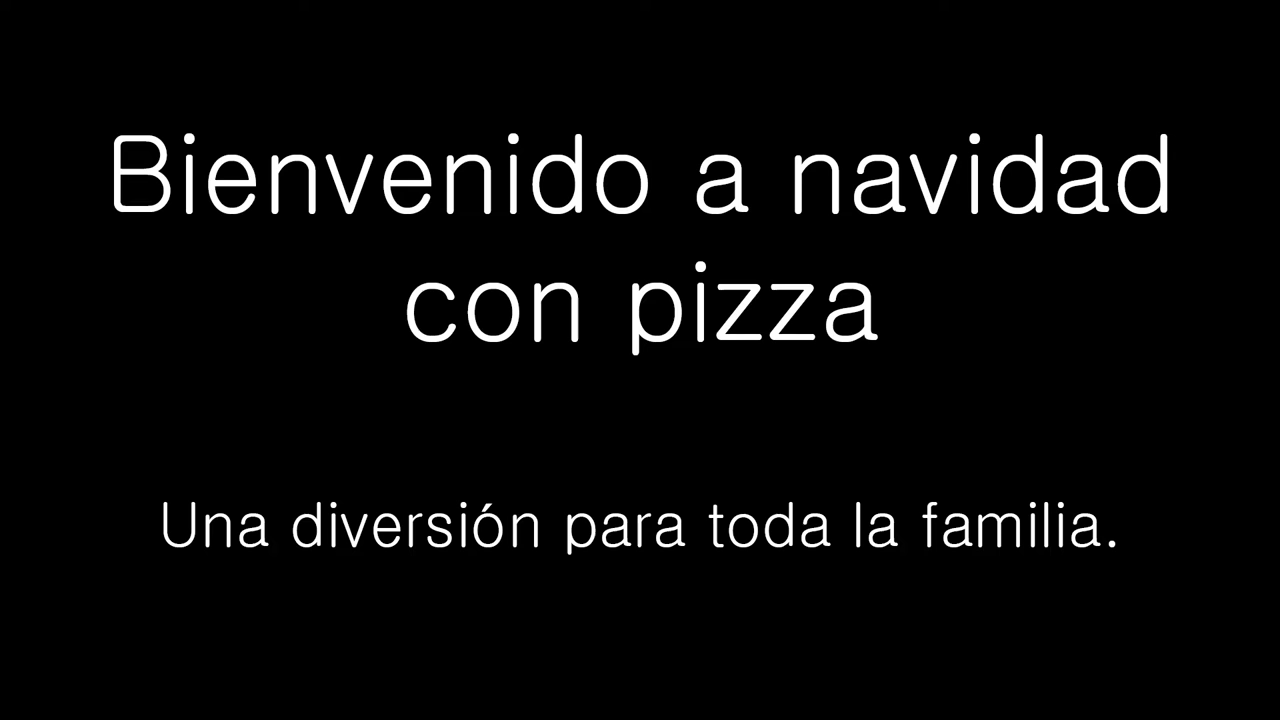 Bienvenido a navidad
con pizza
Una diversión para toda la familia.